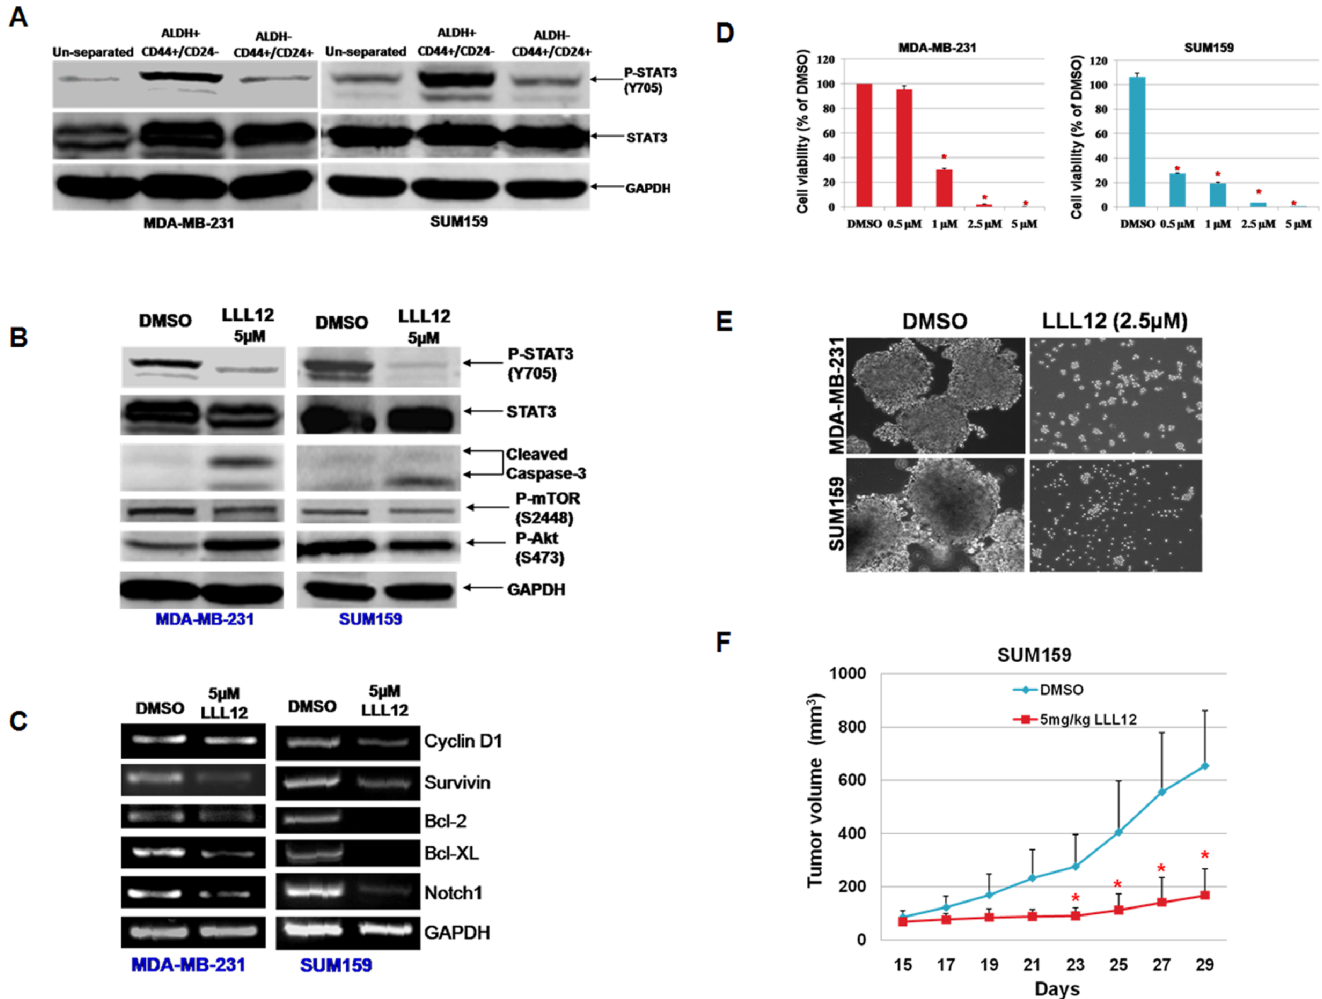 A
Un-separated
ALDH+
CD44+/CD24-
ALDH-
CD44+/CD24+
Un-separated
ALDH+
CD44+/CD24-
ALDH-
CD44+/CD24+
P-STAT3
(Y705)
STAT3
GAPDH
MDA-MB-231
SUM159
B
DMSO
LLL12
5µM
DMSO
LLL12
5µM
P-STAT3
(Y705)
STAT3
Cleaved
Caspase-3
P-mTOR
(S2448)
P-Akt
(S473)
GAPDH
MDA-MB-231
SUM159
C
DMSO
5µM
LLL12
DMSO
5µM
LLL12
Cyclin D1
Survivin
Bcl-2
Bcl-XL
Notch1
GAPDH
MDA-MB-231
SUM159
D
MDA-MB-231
Cell viability (% of DMSO)
120
100
80
60
40
20
0
* * *
DMSO 0.5 µM 1 µM 2.5 µM 5 µM
SUM159
Cell viability (% of DMSO)
120
100
80
60
40
20
0
* * * *
DMSO 0.5 µM 1 µM 2.5 µM 5 µM
E
DMSO
LLL12 (2.5µM)
MDA-MB-231
SUM159
F
SUM159
DMSO
5mg/kg LLL12
Tumor volume (mm³)
1000
800
600
400
200
0
* * * *
15 17 19 21 23 25 27 29
Days